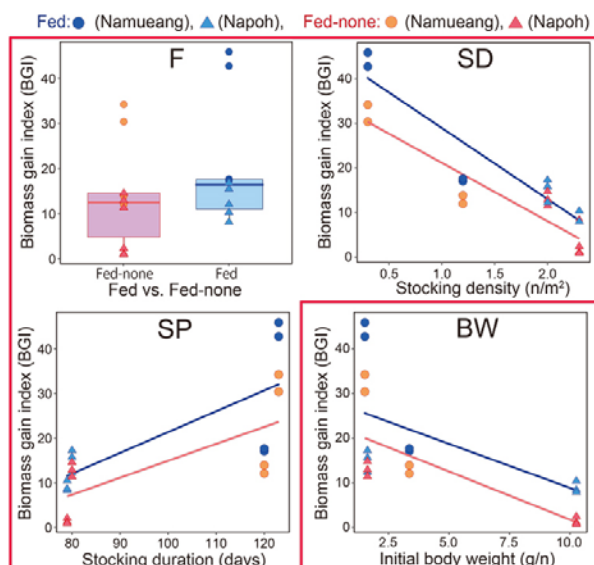 Fed: (Namueang), (Napoh), Fed-none: (Namueang), (Napoh)
F
Biomass gain index (BGI)
40
30
20
10
0
Fed-none Fed
Fed vs. Fed-none
SD
Biomass gain index (BGI)
40
30
20
10
0
0.5 1.0 1.5 2.0
Stocking density (n/m²)
SP
Biomass gain index (BGI)
40
30
20
10
0
80 90 100 110 120
Stocking duration (days)
BW
Biomass gain index (BGI)
40
30
20
10
0
2.5 5.0 7.5 10.0
Initial body weight (g/n)